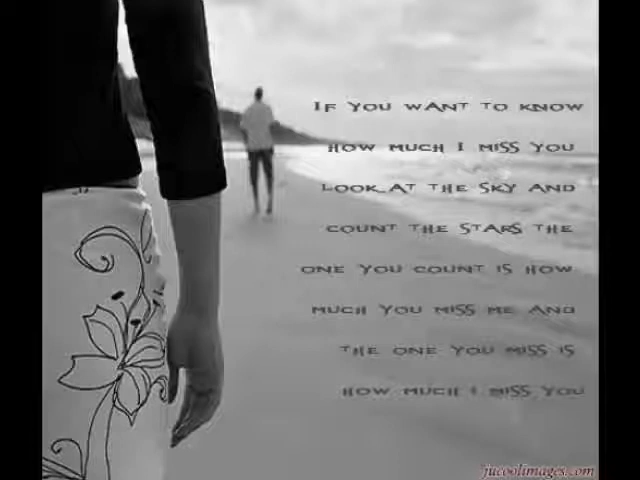 If you want to know
how much I miss you
look at the sky and
count the stars the
one you count is how
much you miss me and
the one you miss is
how much I miss you
jucoolimages.com